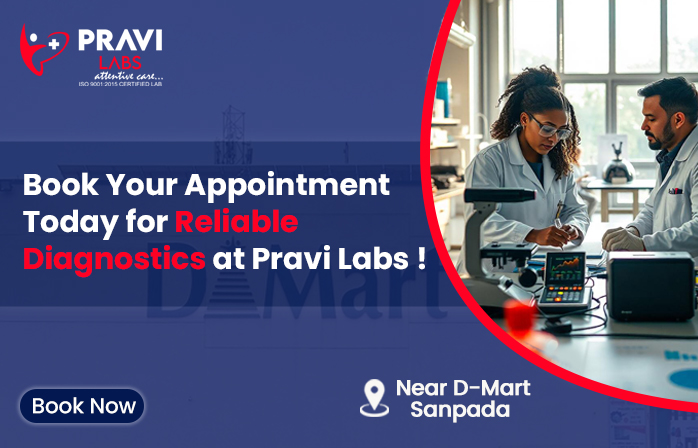 PRAVI
LABS
attentive care...
ISO 9001:2015 CERTIFIED LAB
Book Your Appointment
Today for Reliable
Diagnostics at Pravi Labs !
D Mart
Book Now
Near D-Mart
Sanpada